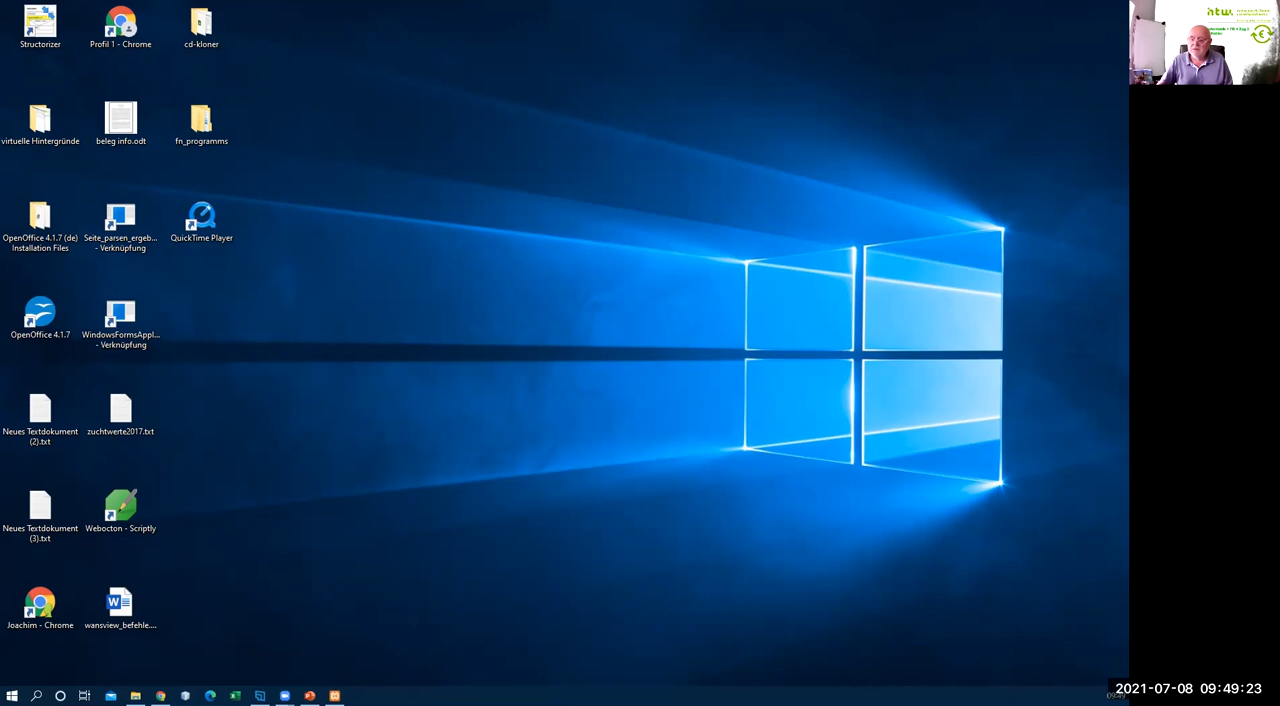 Structorizer
Profil 1 - Chrome
cd-kloner
virtuelle Hintergründe
beleg info.odt
fn_programms
OpenOffice 4.1.7 (de)
Installation Files
Seite_parsen_ergeb...
- Verknüpfung
QuickTime Player
OpenOffice 4.1.7
WindowsFormsAppl...
- Verknüpfung
Neues Textdokument
(2).txt
zuchtwerte2017.txt
Neues Textdokument
(3).txt
Webocton - Scriptly
Joachim - Chrome
wansview_befehle....
htw
2021-07-08 09:49:23